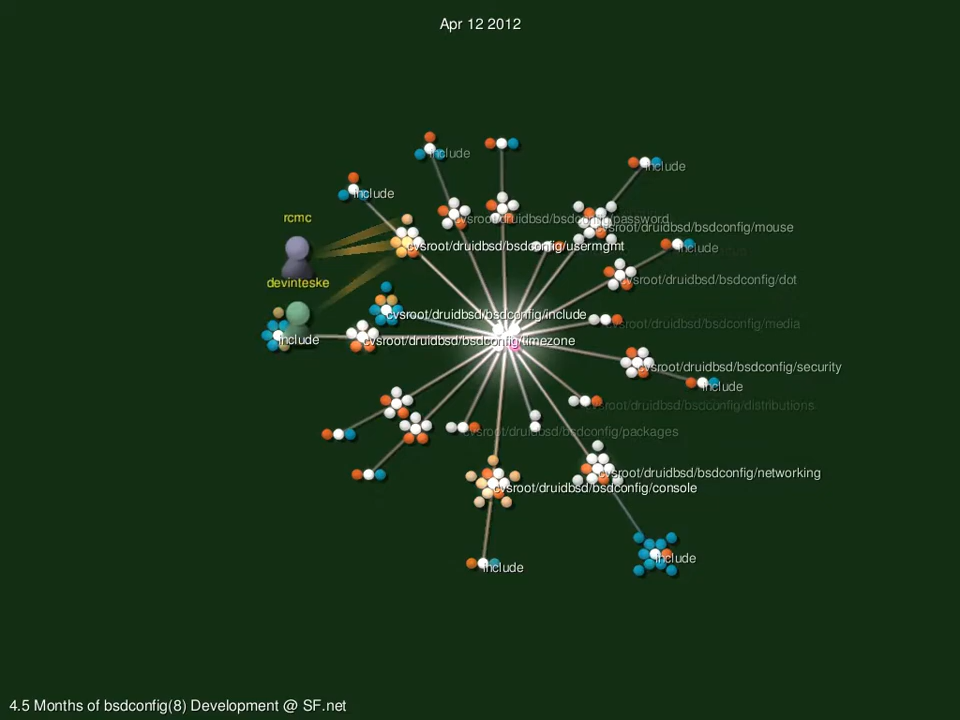 Apr 12 2012
include
include
include
rcmc
cvsroot/druidbsd/bsdconfig/password
cvsroot/druidbsd/bsdconfig/mouse
cvsroot/druidbsd/bsdconfig/usermgmt
include
devinteske
cvsroot/druidbsd/bsdconfig/dot
cvsroot/druidbsd/bsdconfig/include
cvsroot/druidbsd/bsdconfig/media
include
cvsroot/druidbsd/bsdconfig/timezone
cvsroot/druidbsd/bsdconfig/security
include
cvsroot/druidbsd/bsdconfig/distributions
cvsroot/druidbsd/bsdconfig/packages
cvsroot/druidbsd/bsdconfig/networking
cvsroot/druidbsd/bsdconfig/console
include
include
4.5 Months of bsdconfig(8) Development @ SF.net